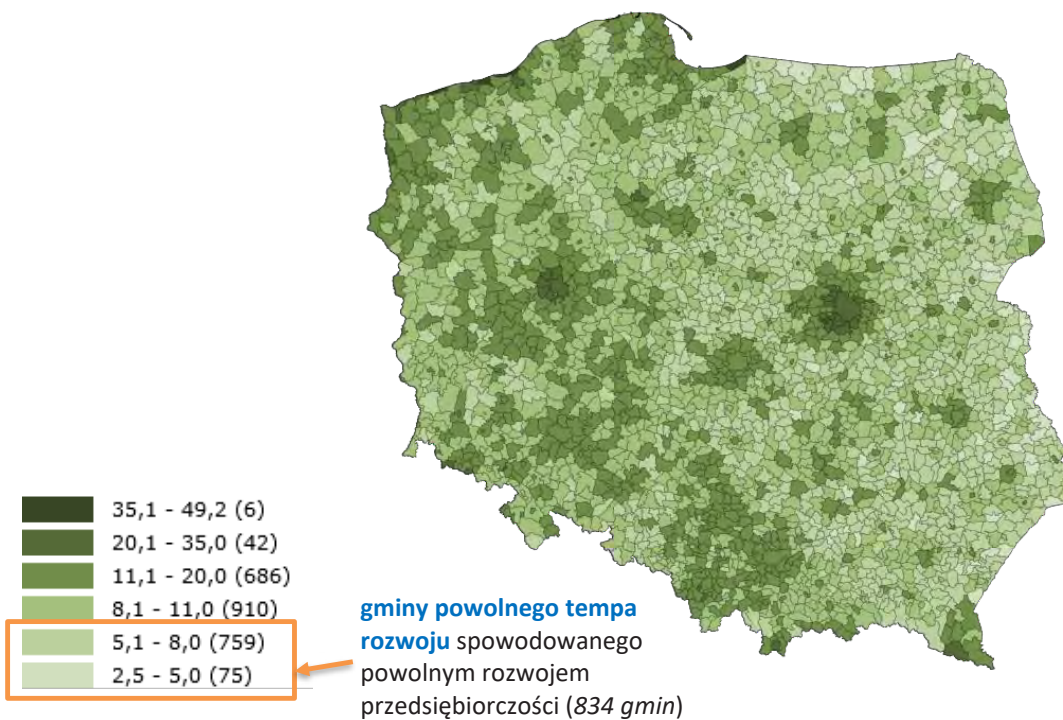 35,1 - 49,2 (6)
20,1 - 35,0 (42)
11,1 - 20,0 (686)
8,1 - 11,0 (910)
5,1 - 8,0 (759)
2,5 - 5,0 (75)
gminy powolnego tempa
rozwoju spowodowanego
powolnym rozwojem
przedsiębiorczości (834 gmin)